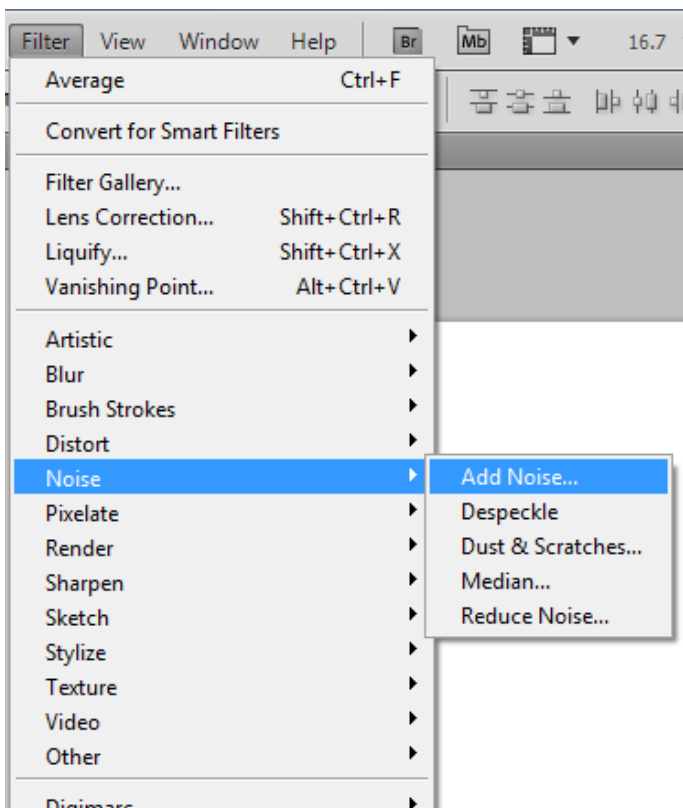 Filter View Window Help Br Mb 16.7
Average Ctrl+F
Convert for Smart Filters
Filter Gallery...
Lens Correction... Shift+Ctrl+R
Liquify... Shift+Ctrl+X
Vanishing Point... Alt+Ctrl+V
Artistic
Blur
Brush Strokes
Distort
Noise
Pixelate
Render
Sharpen
Sketch
Stylize
Texture
Video
Other
Digimarc
Add Noise...
Despeckle
Dust & Scratches...
Median...
Reduce Noise...